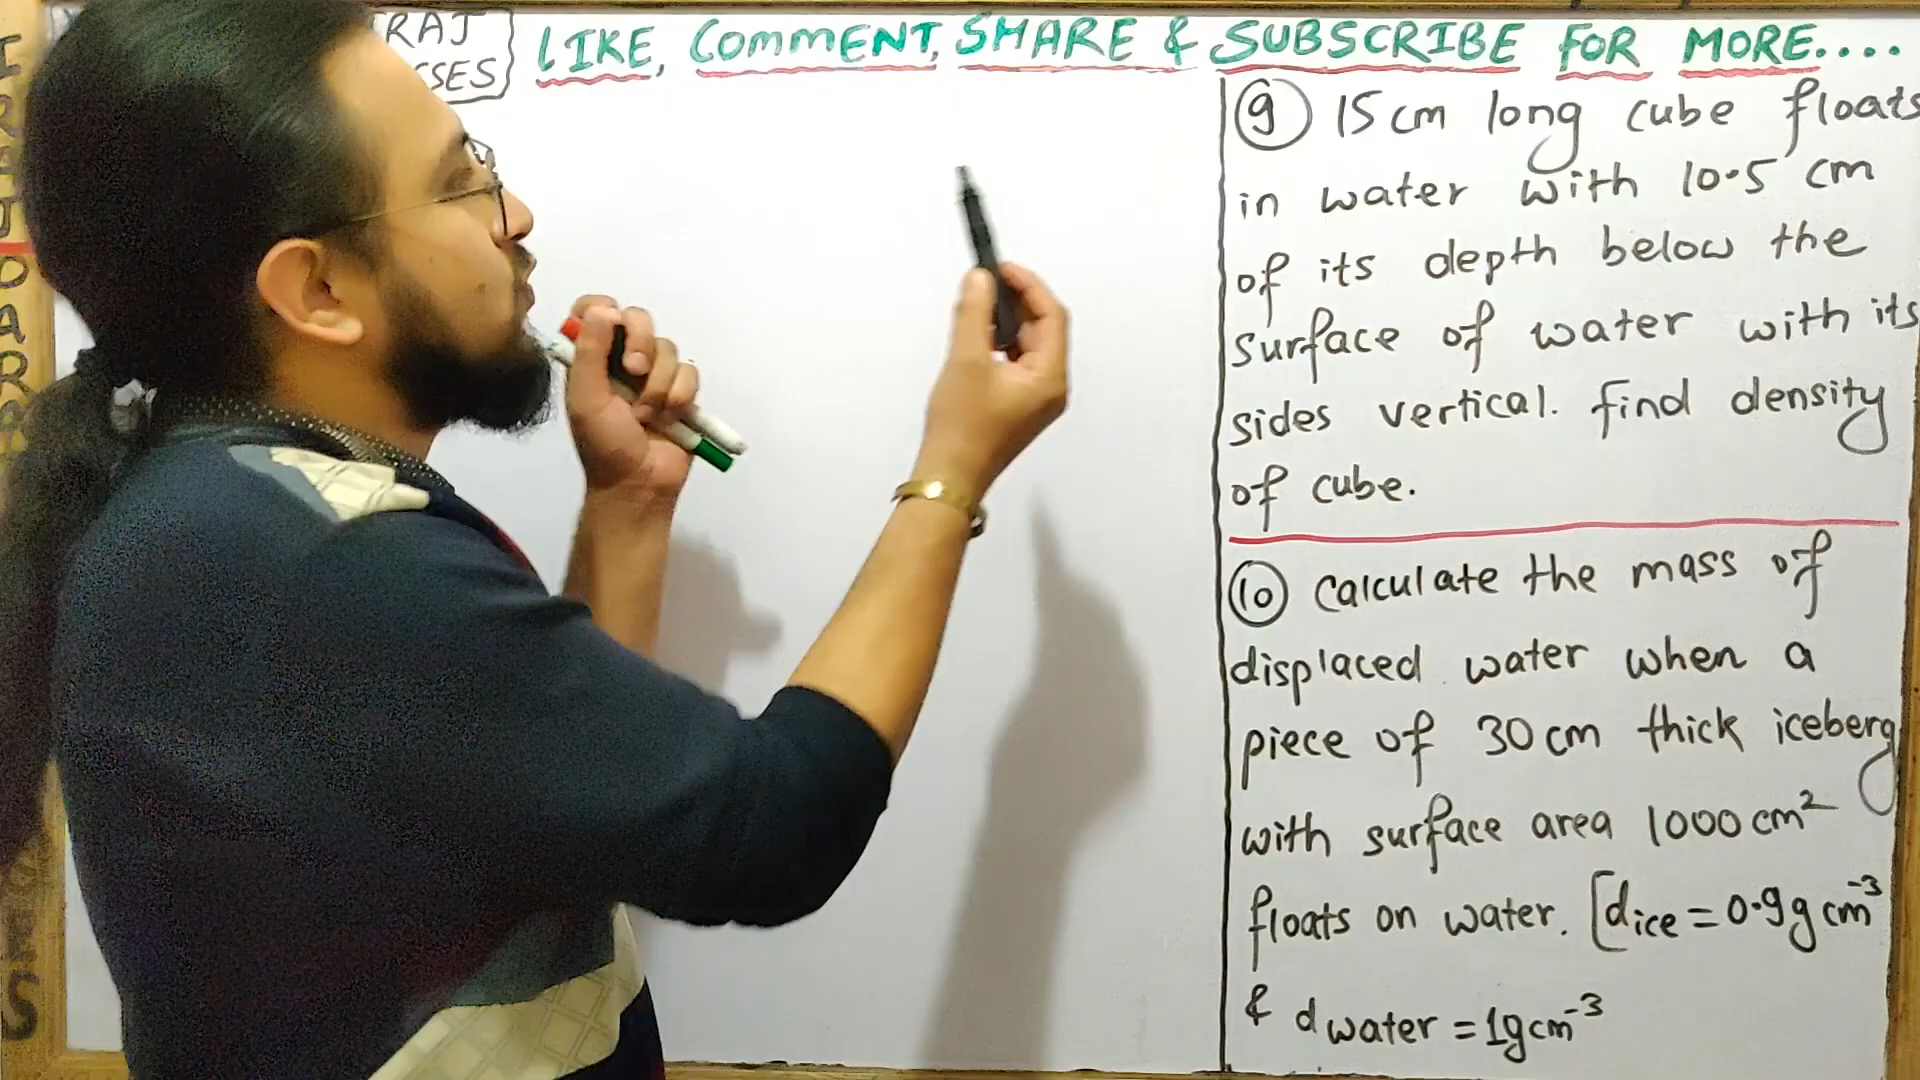 RAJ
LIKE, COMMENT, SHARE & SUBSCRIBE FOR MORE....
⑨ 15 cm long cube floats
in water with 10.5 cm
of its depth below the
surface of water with its
sides vertical. find density
of cube.
⑩ Calculate the mass of
displaced water when a
piece of 30 cm thick iceberg
with surface area 1000 cm²
floats on water. [dice = 0.9g cm⁻³
& dwater = 1g cm⁻³